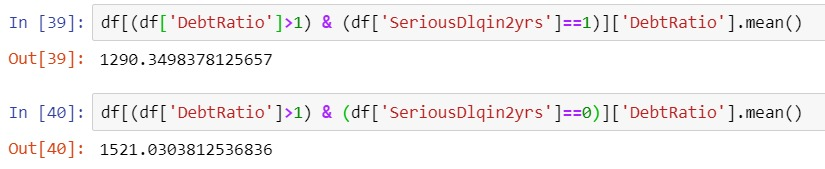 In [39]: df[(df['DebtRatio']>1) & (df['SeriousDlqin2yrs']==1)]['DebtRatio'].mean()
Out[39]: 1290.3498378125657
In [40]: df[(df['DebtRatio']>1) & (df['SeriousDlqin2yrs']==0)]['DebtRatio'].mean()
Out[40]: 1521.0303812536836